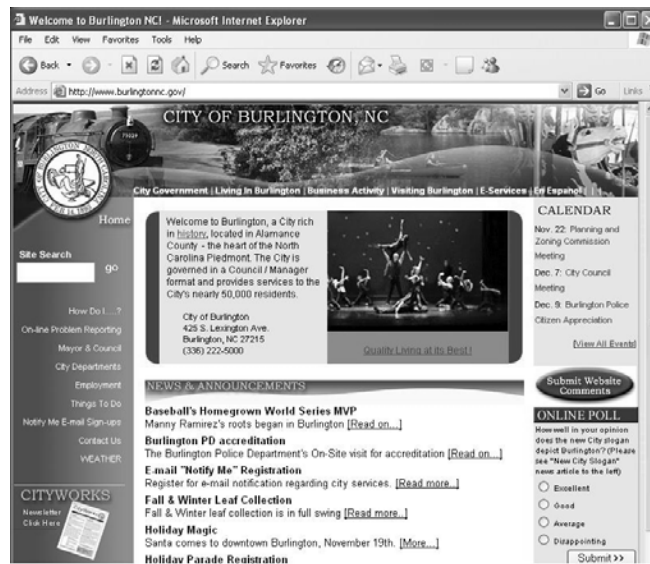 Welcome to Burlington NC! - Microsoft Internet Explorer
File Edit View Favorites Tools Help
Back Search Favorites
Address http://www.burlingtonnc.gov/ Go Links
CITY OF BURLINGTON, NC
City Government | Living In Burlington | Business Activity | Visiting Burlington | E-Services | En Español |
Home
Site Search
go
How Do I....?
On-line Problem Reporting
Mayor & Council
City Departments
Employment
Things To Do
Notify Me E-mail Sign-ups
Contact Us
WEATHER
CITYWORKS
Newsletter
Click Here
Welcome to Burlington, a City rich
in history, located in Alamance
County - the heart of the North
Carolina Piedmont. The City is
governed in a Council / Manager
format and provides services to the
City's nearly 50,000 residents.
City of Burlington
425 S. Lexington Ave.
Burlington, NC 27215
(336) 222-5000
Quality Living at its Best !
NEWS & ANNOUNCEMENTS
Baseball's Homegrown World Series MVP
Manny Ramirez's roots began in Burlington [Read on....]
Burlington PD accreditation
The Burlington Police Department's On-Site visit for accreditation [Read on...]
E-mail "Notify Me" Registration
Register for e-mail notification regarding city services. [Read more..]
Fall & Winter Leaf Collection
Fall & Winter leaf collection is in full swing [Read more..]
Holiday Magic
Santa comes to downtown Burlington, November 19th. [More....]
Holiday Parade Registration
CALENDAR
Nov. 22: Planning and
Zoning Commission
Meeting
Dec. 7: City Council
Meeting
Dec. 9: Burlington Police
Citizen Appreciation
[View All Events]
Submit Website
Comments
ONLINE POLL
How well in your opinion
does the new City slogan
depict Burlington? (Please
see "New City Slogan"
news article to the left)
Excellent
Good
Average
Disappointing
Submit >>